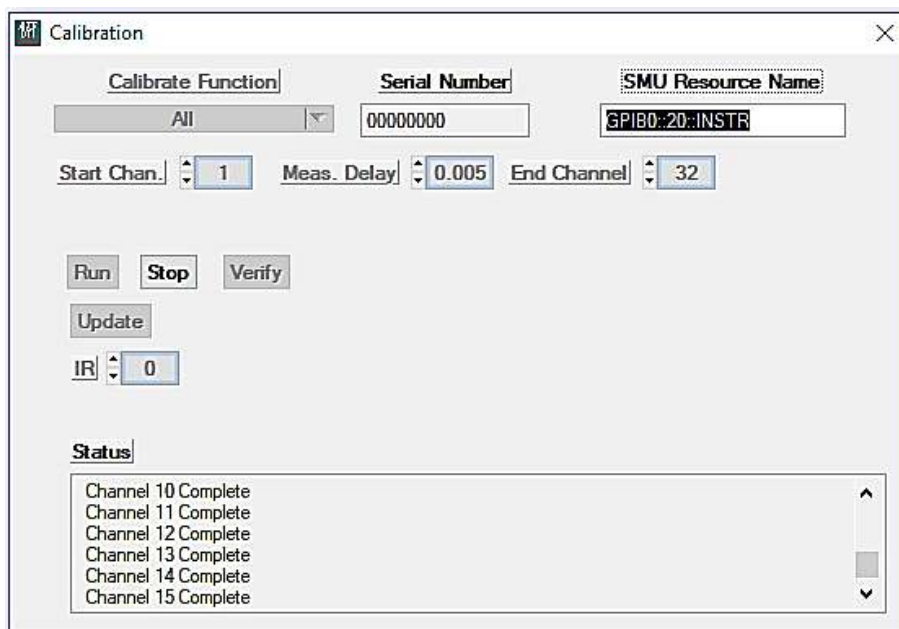 Calibration
Calibrate Function Serial Number SMU Resource Name
All 00000000 GPIB0::20::INSTR
Start Chan. 1 Meas. Delay 0.005 End Channel 32
Run Stop Verify
Update
IR 0
Status
Channel 10 Complete
Channel 11 Complete
Channel 12 Complete
Channel 13 Complete
Channel 14 Complete
Channel 15 Complete